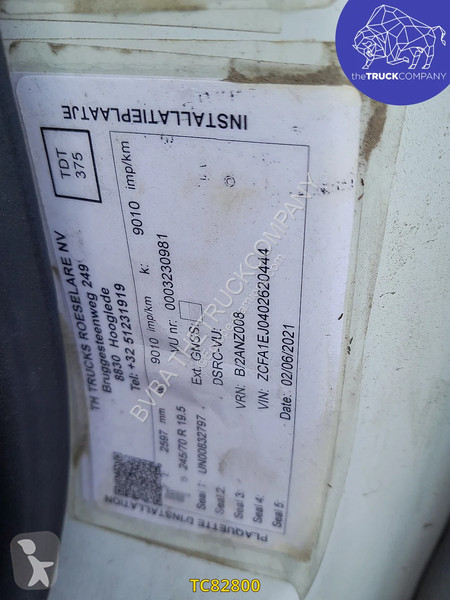 theTRUCKCOMPANY
INSTALLATIEPLAATJE
TDT
375
TH TRUCKS ROESELARE NV
Bruggesteenweg 249
8830 Hooglede
Tel: +32 51231919
k: 9010 imp/km
9010 imp/km
VU nr: 0003230981
Ext. GNSS:
DSRC-VU:
VRN: B/2ANZ008
VIN: ZCFA1EJ0402620444
Date: 02/06/2021
2597 mm
245/70 R 19.5
Seal 1: UN00832797
Seal 2:
Seal 3:
Seal 4:
Seal 5:
PLAQUETTE D'INSTALLATION
BVBA THE TRUCKCOMPANY
TC82800